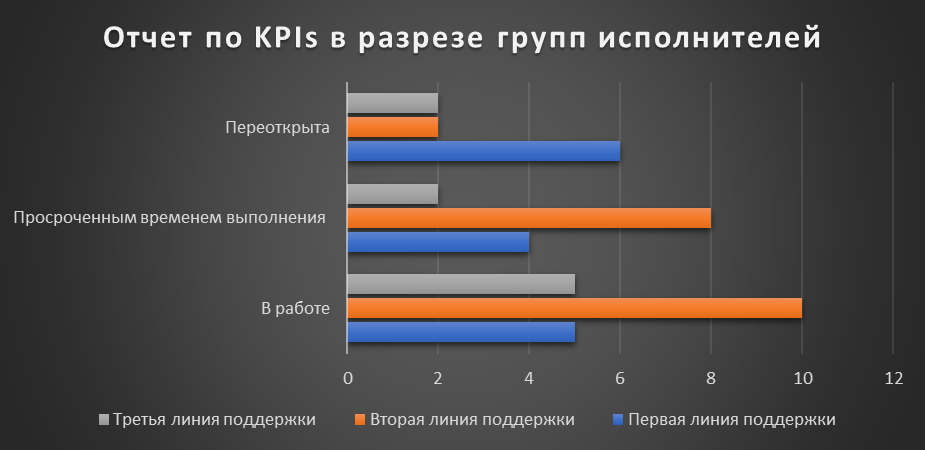 Отчет по KPIs в разрезе групп исполнителей
Переоткрыта
Просроченным временем выполнения
В работе
0 2 4 6 8 10 12
Третья линия поддержки Вторая линия поддержки Первая линия поддержки